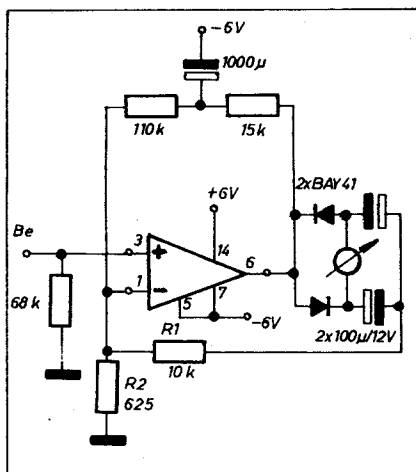 -6V
1000µ
110k
15k
2xBAY41
+6V
Be
3
+
14
6
1
-
5
7
-6V
68k
R1
10k
2x100µ/12V
R2
625